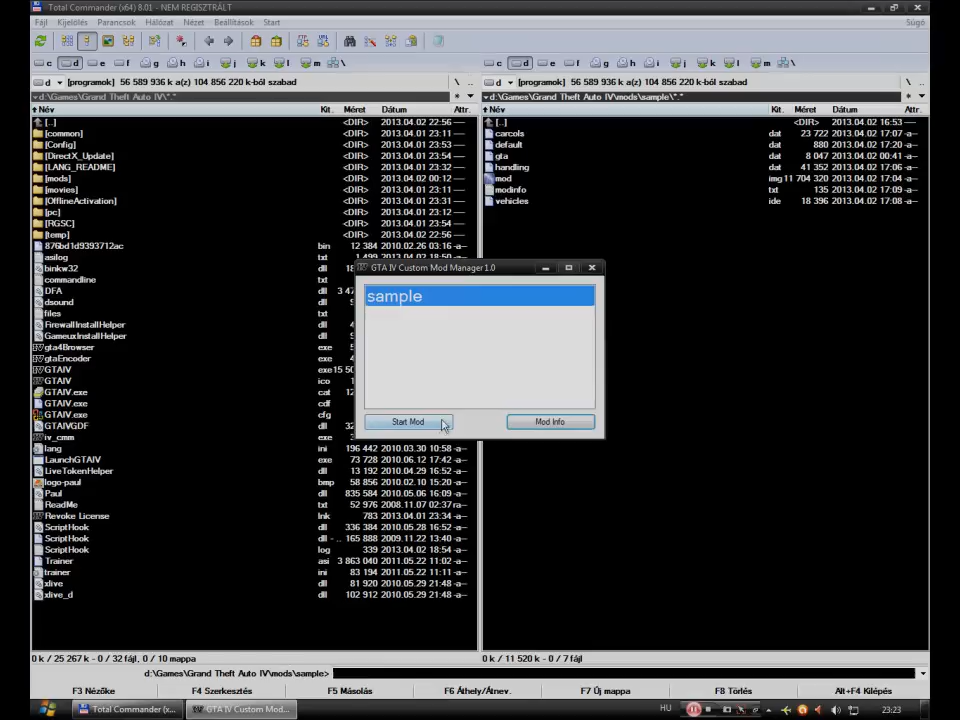 Total Commander (x64) 8.01 - NEM REGISZTRÁLT
Fájl Kijelölés Parancsok Hálózat Nézet Beállítások Start Súgó
c d e f g h i j k l m \ c d e f g h i j k l m \
d [programok] 56 589 936 k a(z) 104 856 220 k-ból szabad \ .. d [programok] 56 589 936 k a(z) 104 856 220 k-ból szabad \ ..
d:\Games\Grand Theft Auto IV\*.* * d:\Games\Grand Theft Auto IV\mods\sample\*.* *
Név Kit. Méret Dátum Attr. Név Kit. Méret Dátum Attr.
[..] <DIR> 2013.04.02 22:56 ---- [..] <DIR> 2013.04.02 16:53 ----
[common] <DIR> 2013.04.01 23:11 ---- carcols dat 23 722 2013.04.02 17:07 -a--
[Config] <DIR> 2013.04.01 23:53 ---- default dat 880 2013.04.02 17:20 -a--
[DirectX_Update] <DIR> 2013.04.01 23:54 ---- gta dat 8 047 2013.04.02 00:41 -a--
[LANG_README] <DIR> 2013.04.01 23:32 ---- handling dat 41 352 2013.04.02 17:06 -a--
[mods] <DIR> 2013.04.02 00:12 ---- mod img 11 704 320 2013.04.02 17:04 -a--
[movies] <DIR> 2013.04.01 23:11 ---- modinfo txt 135 2013.04.02 17:09 -a--
[OfflineActivation] <DIR> 2013.04.01 23:31 ---- vehicles ide 18 396 2013.04.02 17:08 -a--
[pc] <DIR> 2013.04.01 23:12 ----
[RGSC] <DIR> 2013.04.01 23:54 ----
[temp] <DIR> 2013.04.02 22:56 ----
876bd1d9393712ac bin 12 384 2010.02.26 03:16 -a--
asilog txt
binkw32 dll
commandline txt
DFA dll
dsound dll
files txt
FirewallInstallHelper dll
GameuxInstallHelper dll
gta4Browser exe
gtaEncoder exe
GTAIV exe
GTAIV ico
GTAIV.exe cat
GTAIV.exe cdf
GTAIV.exe cfg
GTAIVGDF dll
iv_cmm exe
lang ini 196 442 2010.03.30 10:58 -a--
LaunchGTAIV exe 73 728 2010.06.12 17:42 -a--
LiveTokenHelper dll 13 192 2010.04.29 16:52 -a--
logo-paul bmp 58 856 2010.02.10 15:20 -a--
Paul dll 835 584 2010.05.06 16:09 -a--
ReadMe txt 52 976 2008.11.07 02:37 ra--
Revoke License lnk 783 2013.04.01 23:34 -a--
ScriptHook dll 336 384 2010.05.28 16:52 -a--
ScriptHook dll - .. 165 888 2009.11.22 13:40 -a--
ScriptHook log 339 2013.04.02 18:54 -a--
Trainer asi 3 863 040 2011.05.22 11:02 -a--
trainer ini 83 194 2011.05.22 11:11 -a--
xlive dll 81 920 2010.05.29 21:48 -a--
xlive_d dll 102 912 2010.05.29 21:48 -a--
GTA IV Custom Mod Manager1.0
sample
Start Mod Mod Info
0 k / 25 267 k - 0 / 32 fájl, 0 / 10 mappa 0 k / 11 520 k - 0 / 7 fájl
d:\Games\Grand Theft Auto IV\mods\sample>
F3 Nézőke F4 Szerkesztés F5 Másolás F6 Áthely/Átnev. F7 Új mappa F8 Törlés Alt+F4 Kilépés
Total Commander (x... GTA IV Custom Mod... HU 23:23